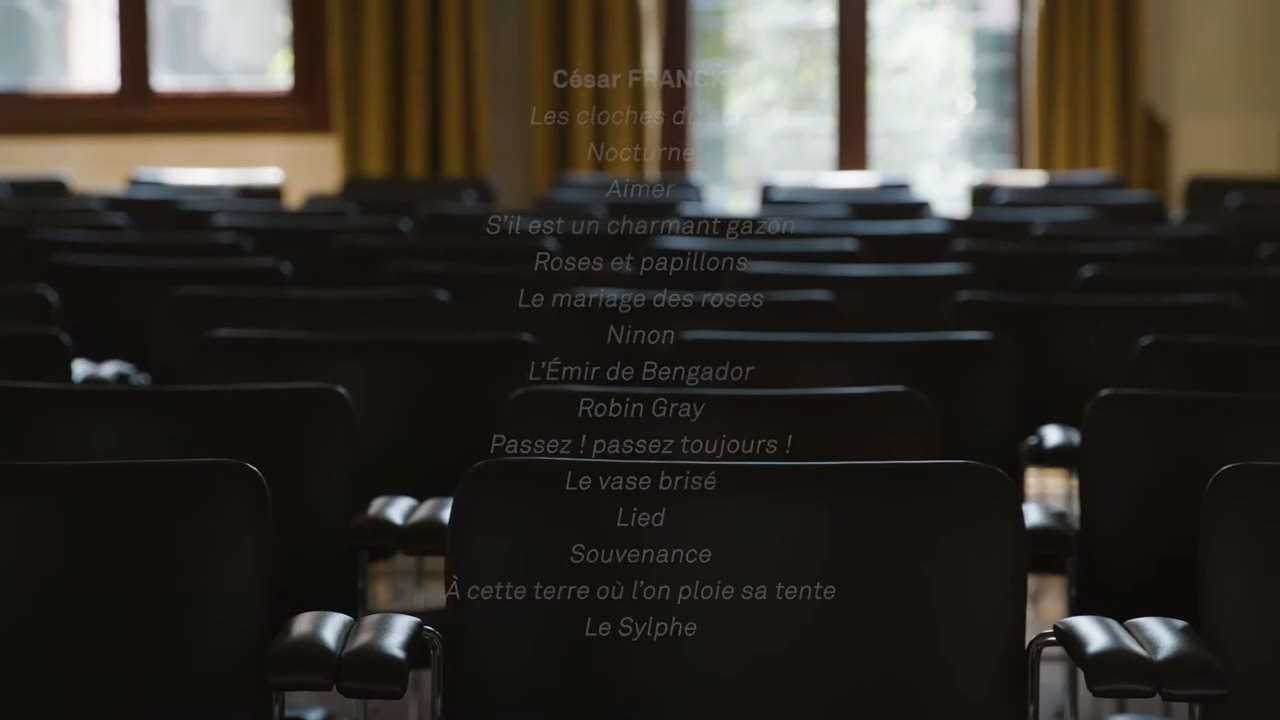 César FRANCK
Les cloches du soir
Nocturne
Aimer
S’il est un charmant gazon
Roses et papillons
Le mariage des roses
Ninon
L’Émir de Bengador
Robin Gray
Passez ! passez toujours !
Le vase brisé
Lied
Souvenance
À cette terre où l’on ploie sa tente
Le Sylphe